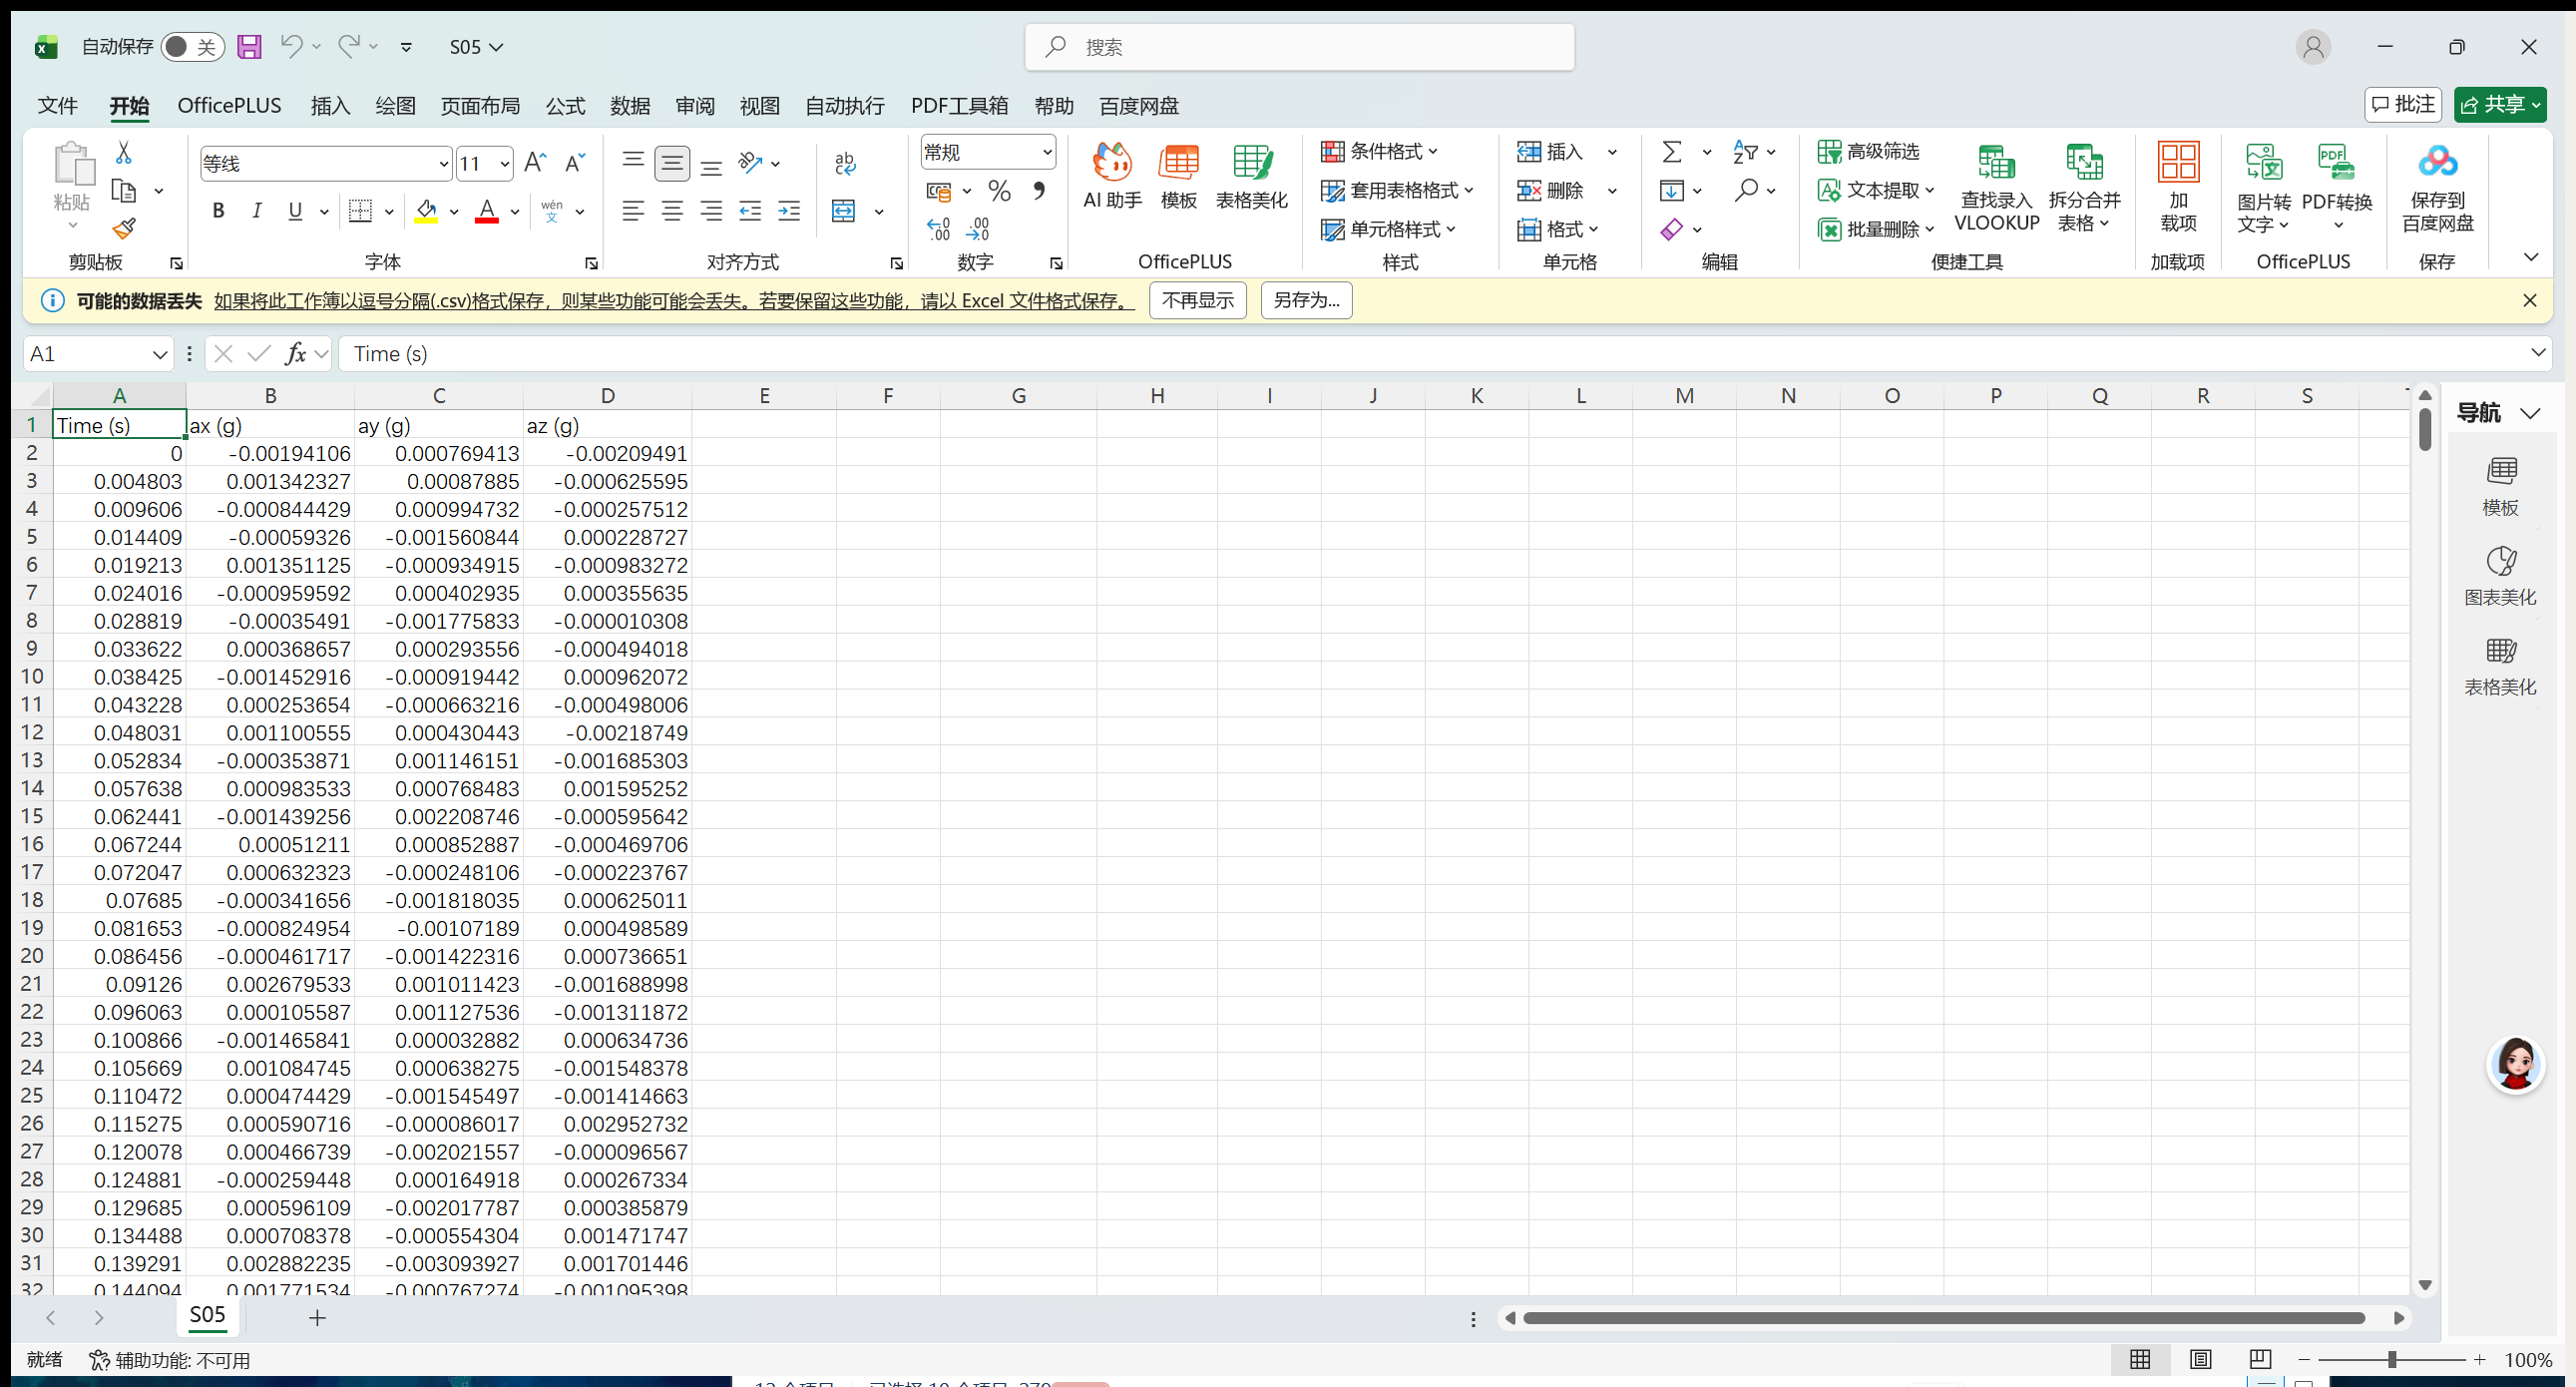 自动保存 关 S05 搜索
文件 开始 OfficePLUS 插入 绘图 页面布局 公式 数据 审阅 视图 自动执行 PDF工具箱 帮助 百度网盘 批注 共享
粘贴 剪贴板
等线 11 B I U wén 文 字体
ab 对齐方式
常规 % 数字
AI 助手 模板 表格美化 OfficePLUS
条件格式 套用表格格式 单元格样式 样式
插入 删除 格式 单元格
编辑
高级筛选 文本提取 批量删除 查找录入 VLOOKUP 拆分合并 表格 便捷工具
加 载项 加载项
图片转 文字 PDF转换 OfficePLUS
保存到 百度网盘 保存
可能的数据丢失 如果将此工作簿以逗号分隔(.csv)格式保存，则某些功能可能会丢失。若要保留这些功能，请以 Excel 文件格式保存。 不再显示 另存为...
A1 fx Time (s)
A B C D E F G H I J K L M N O P Q R S
1 Time (s) ax (g) ay (g) az (g)
2 0 -0.00194106 0.000769413 -0.00209491
3 0.004803 0.001342327 0.00087885 -0.000625595
4 0.009606 -0.000844429 0.000994732 -0.000257512
5 0.014409 -0.00059326 -0.001560844 0.000228727
6 0.019213 0.001351125 -0.000934915 -0.000983272
7 0.024016 -0.000959592 0.000402935 0.000355635
8 0.028819 -0.00035491 -0.001775833 -0.000010308
9 0.033622 0.000368657 0.000293556 -0.000494018
10 0.038425 -0.001452916 -0.000919442 0.000962072
11 0.043228 0.000253654 -0.000663216 -0.000498006
12 0.048031 0.001100555 0.000430443 -0.00218749
13 0.052834 -0.000353871 0.001146151 -0.001685303
14 0.057638 0.000983533 0.000768483 0.001595252
15 0.062441 -0.001439256 0.002208746 -0.000595642
16 0.067244 0.00051211 0.000852887 -0.000469706
17 0.072047 0.000632323 -0.000248106 -0.000223767
18 0.07685 -0.000341656 -0.001818035 0.000625011
19 0.081653 -0.000824954 -0.00107189 0.000498589
20 0.086456 -0.000461717 -0.001422316 0.000736651
21 0.09126 0.002679533 0.001011423 -0.001688998
22 0.096063 0.000105587 0.001127536 -0.001311872
23 0.100866 -0.001465841 0.000032882 0.000634736
24 0.105669 0.001084745 0.000638275 -0.001548378
25 0.110472 0.000474429 -0.001545497 -0.001414663
26 0.115275 0.000590716 -0.000086017 0.002952732
27 0.120078 0.000466739 -0.002021557 -0.000096567
28 0.124881 -0.000259448 0.000164918 0.000267334
29 0.129685 0.000596109 -0.002017787 0.000385879
30 0.134488 0.000708378 -0.000554304 0.001471747
31 0.139291 0.002882235 -0.003093927 0.001701446
32 0.144094 0.001771534 -0.000767274 -0.001095398
导航
模板
图表美化
表格美化
S05
就绪 辅助功能: 不可用 100%